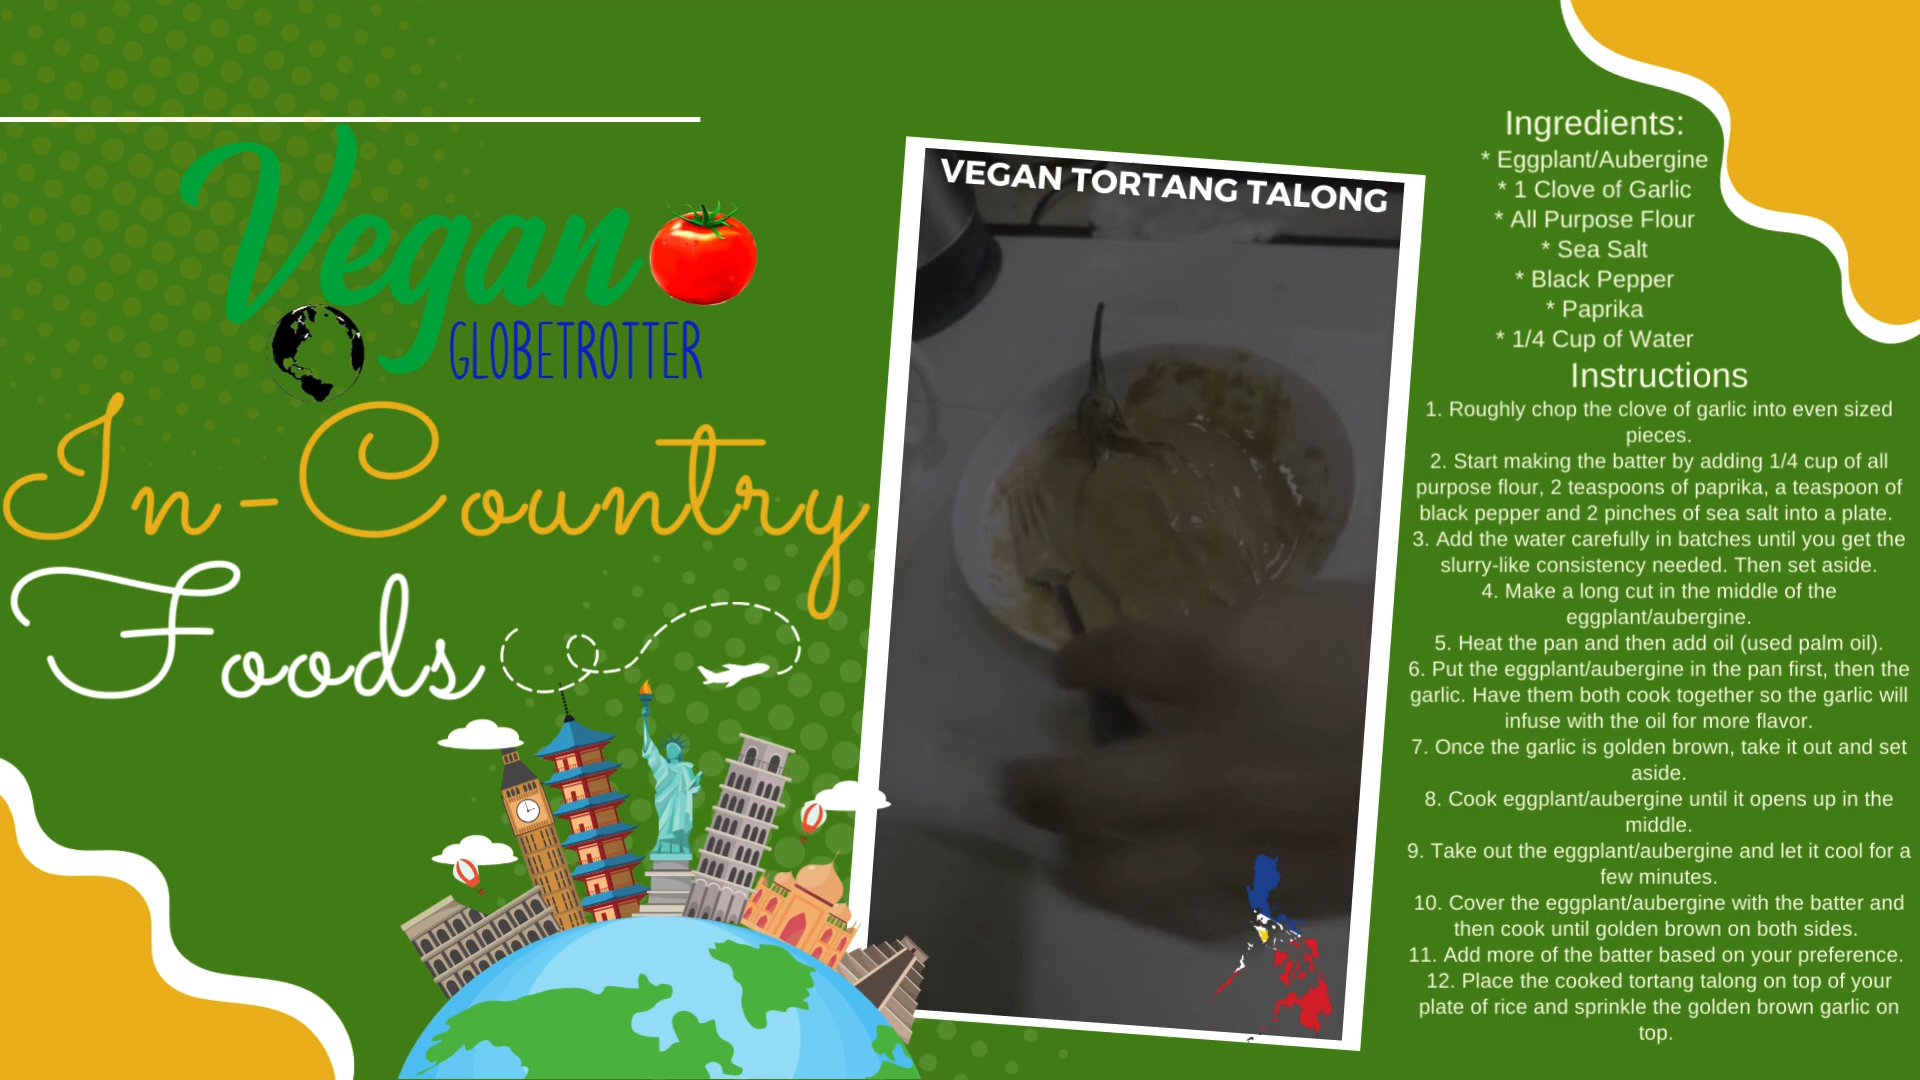 Vegan
GLOBETROTTER
In-Country
Foods
VEGAN TORTANG TALONG
Ingredients:
* Eggplant/Aubergine
* 1 Clove of Garlic
* All Purpose Flour
* Sea Salt
* Black Pepper
* Paprika
* 1/4 Cup of Water
Instructions
1. Roughly chop the clove of garlic into even sized
pieces.
2. Start making the batter by adding 1/4 cup of all
purpose flour, 2 teaspoons of paprika, a teaspoon of
black pepper and 2 pinches of sea salt into a plate.
3. Add the water carefully in batches until you get the
slurry-like consistency needed. Then set aside.
4. Make a long cut in the middle of the
eggplant/aubergine.
5. Heat the pan and then add oil (used palm oil).
6. Put the eggplant/aubergine in the pan first, then the
garlic. Have them both cook together so the garlic will
infuse with the oil for more flavor.
7. Once the garlic is golden brown, take it out and set
aside.
8. Cook eggplant/aubergine until it opens up in the
middle.
9. Take out the eggplant/aubergine and let it cool for a
few minutes.
10. Cover the eggplant/aubergine with the batter and
then cook until golden brown on both sides.
11. Add more of the batter based on your preference.
12. Place the cooked tortang talong on top of your
plate of rice and sprinkle the golden brown garlic on
top.